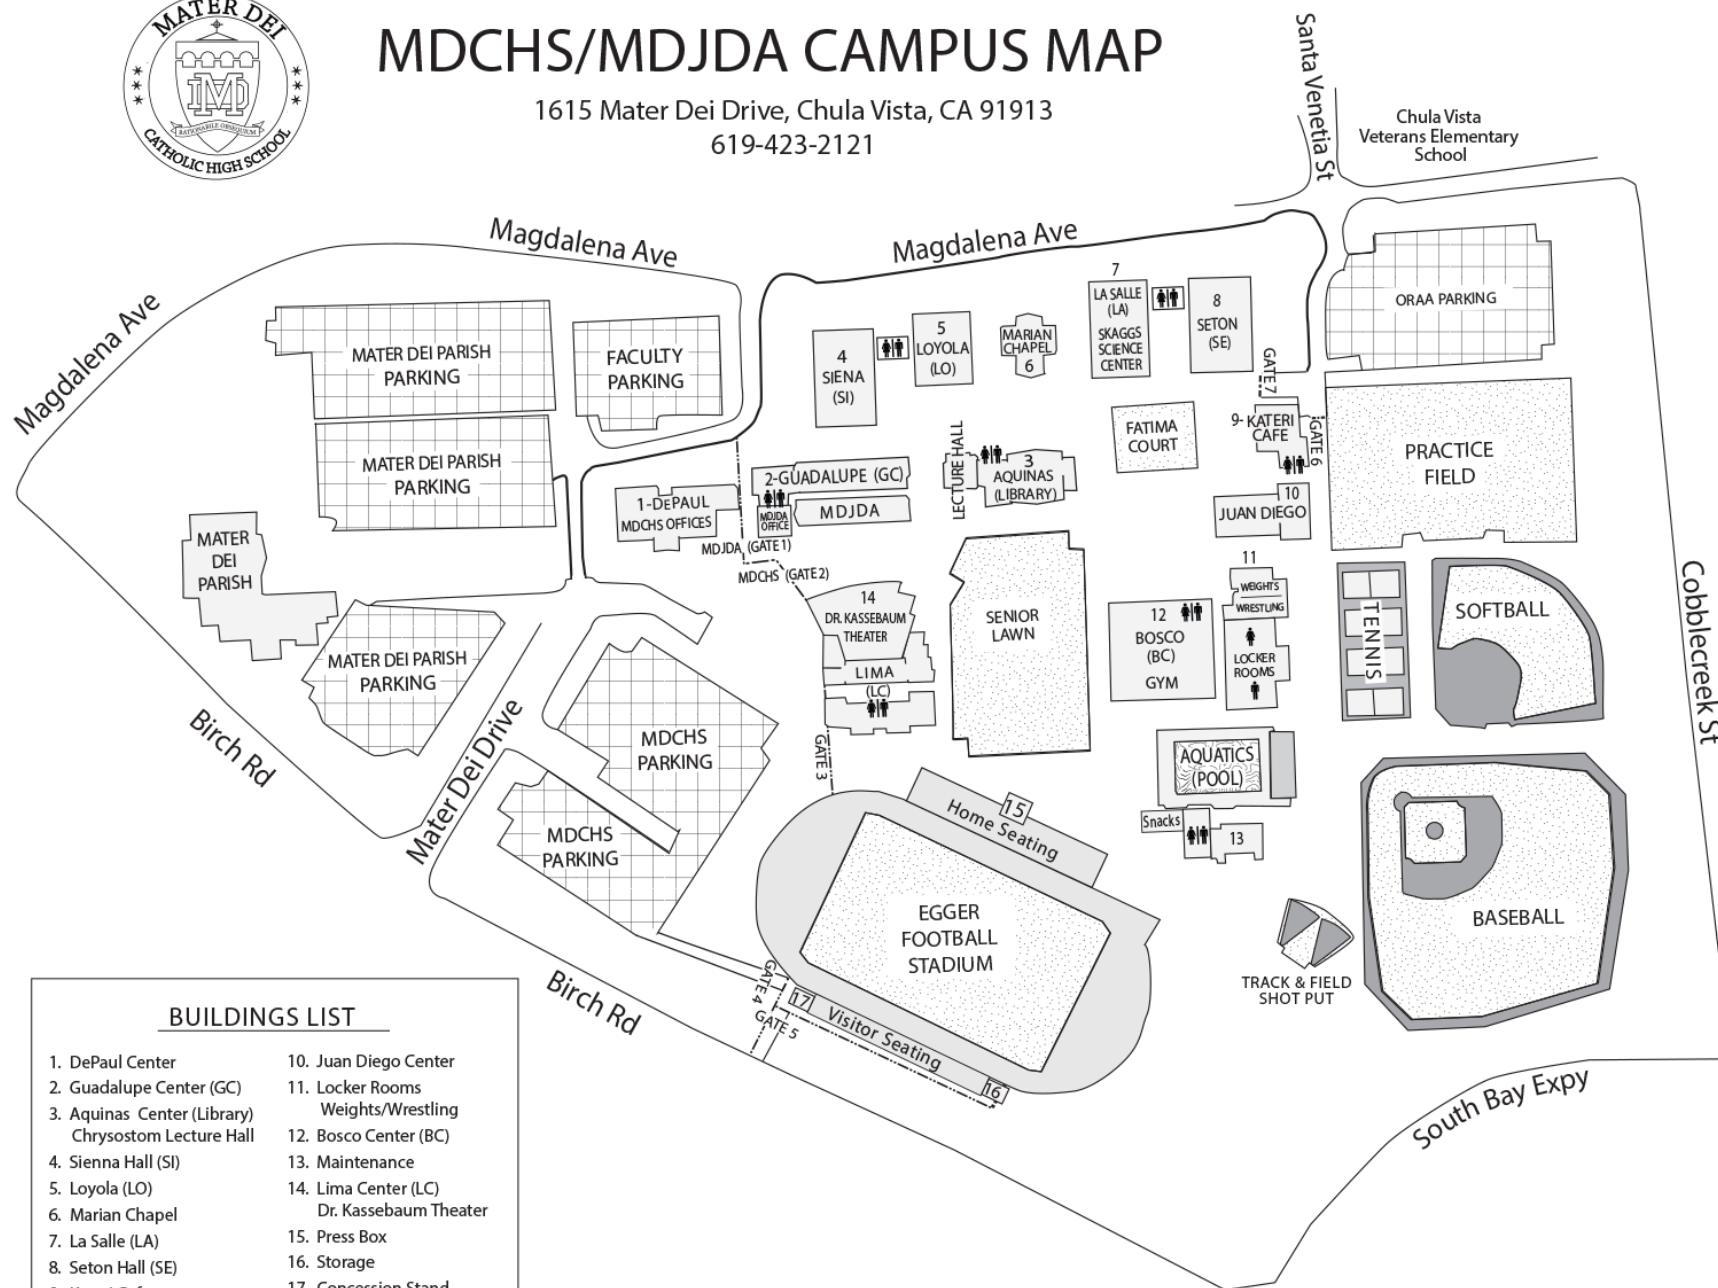 MATER DEI
CATHOLIC HIGH SCHOOL
MD
RATIONABILE OBSEQUIUM
MDCHS/MDJDA CAMPUS MAP
1615 Mater Dei Drive, Chula Vista, CA 91913
619-423-2121
Santa Venetia St
Chula Vista
Veterans Elementary
School
Magdalena Ave
Magdalena Ave
Magdalena Ave
MATER DEI PARISH
PARKING
FACULTY
PARKING
MATER DEI PARISH
PARKING
4
SIENA
(SI)
5
LOYOLA
(LO)
MARIAN
CHAPEL
6
7
LA SALLE
(LA)
SKAGGS
SCIENCE
CENTER
8
SETON
(SE)
ORAA PARKING
GATE 7
9- KATERI
CAFE
GATE 6
FATIMA
COURT
PRACTICE
FIELD
LECTURE HALL
3
AQUINAS
(LIBRARY)
2-GUADALUPE (GC)
MDJDA
OFFICE
MDJDA
1-DEPAUL
MDCHS OFFICES
MDJDA (GATE 1)
MDCHS (GATE 2)
10
JUAN DIEGO
MATER
DEI
PARISH
MATER DEI PARISH
PARKING
14
DR. KASSEBAUM
THEATER
LIMA
(LC)
GATE 3
SENIOR
LAWN
11
WEIGHTS
WRESTLING
LOCKER
ROOMS
12
BOSCO
(BC)
GYM
TENNIS
SOFTBALL
Cobblecreek St
Birch Rd
Mater Dei Drive
MDCHS
PARKING
MDCHS
PARKING
AQUATICS
(POOL)
Snacks
13
15
Home Seating
EGGER
FOOTBALL
STADIUM
BASEBALL
TRACK & FIELD
SHOT PUT
GATE 4
GATE 5
17
Visitor Seating
16
Birch Rd
South Bay Expy
BUILDINGS LIST
1. DePaul Center
2. Guadalupe Center (GC)
3. Aquinas Center (Library)
Chrysostom Lecture Hall
4. Sienna Hall (SI)
5. Loyola (LO)
6. Marian Chapel
7. La Salle (LA)
8. Seton Hall (SE)
10. Juan Diego Center
11. Locker Rooms
Weights/Wrestling
12. Bosco Center (BC)
13. Maintenance
14. Lima Center (LC)
Dr. Kassebaum Theater
15. Press Box
16. Storage
17. Concession Stand